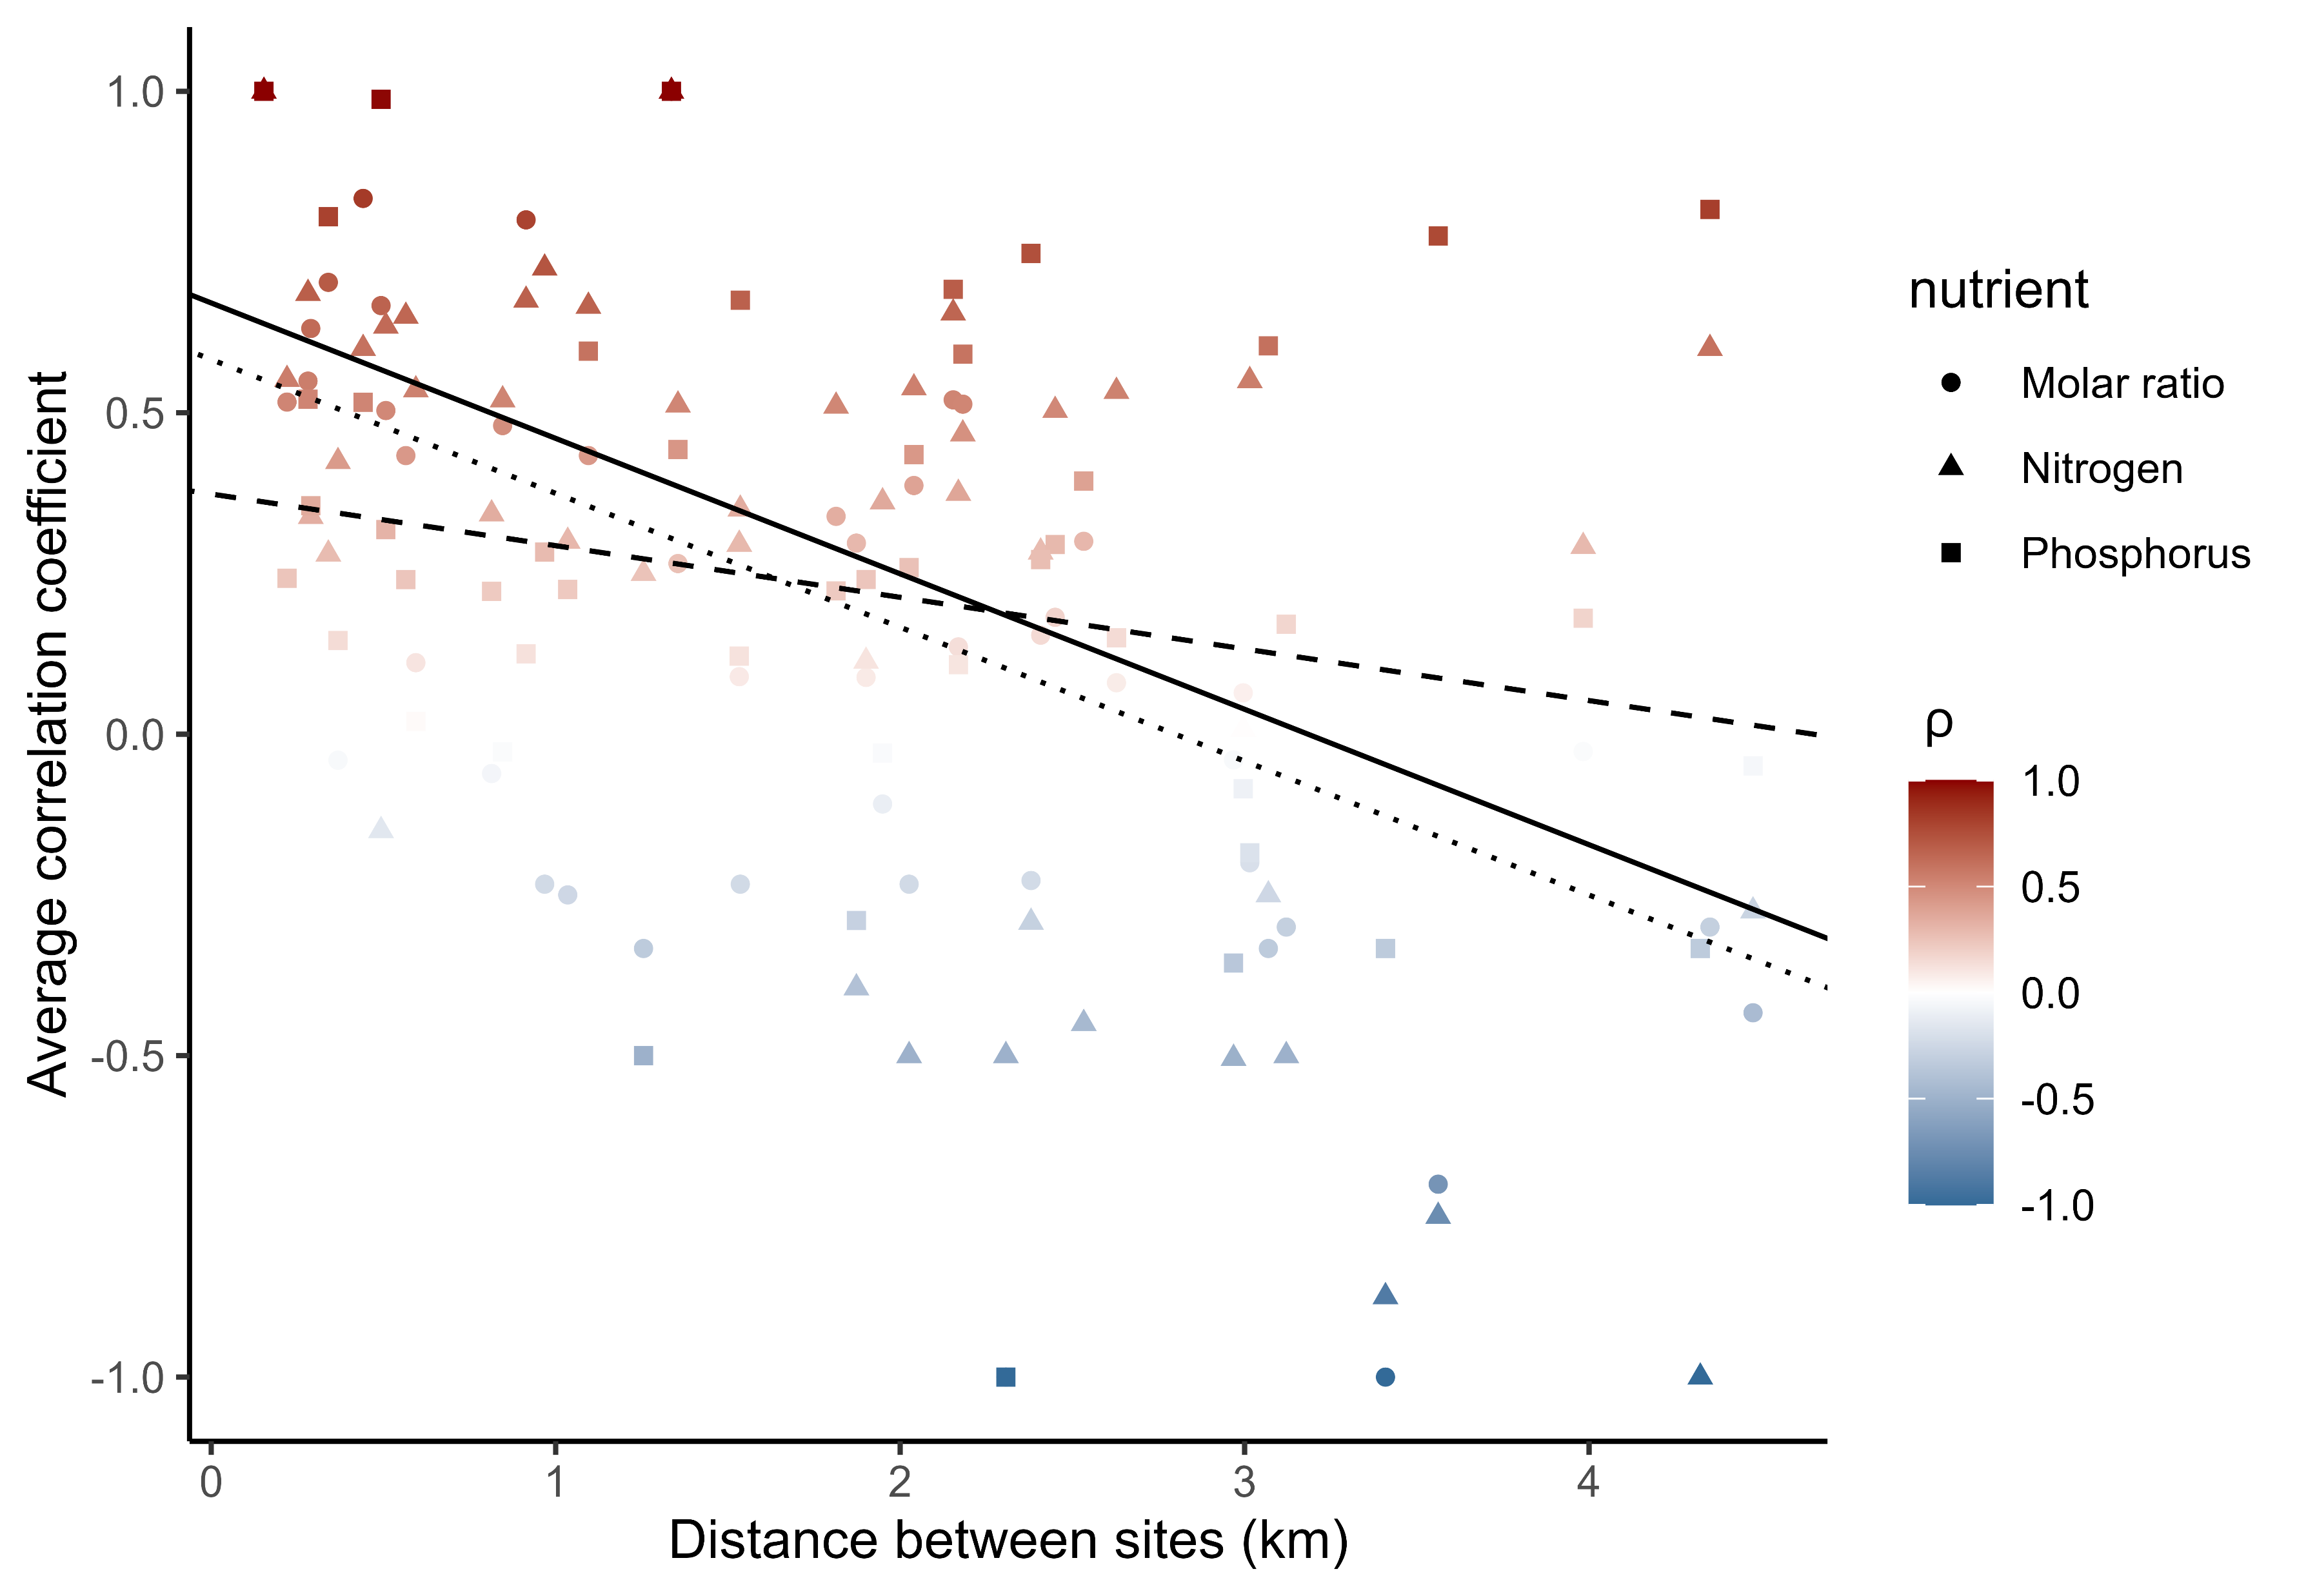 Average correlation coefficient
1.0
0.5
0.0
-0.5
-1.0
0 1 2 3 4
Distance between sites (km)
nutrient
Molar ratio
Nitrogen
Phosphorus
ρ
1.0
0.5
0.0
-0.5
-1.0